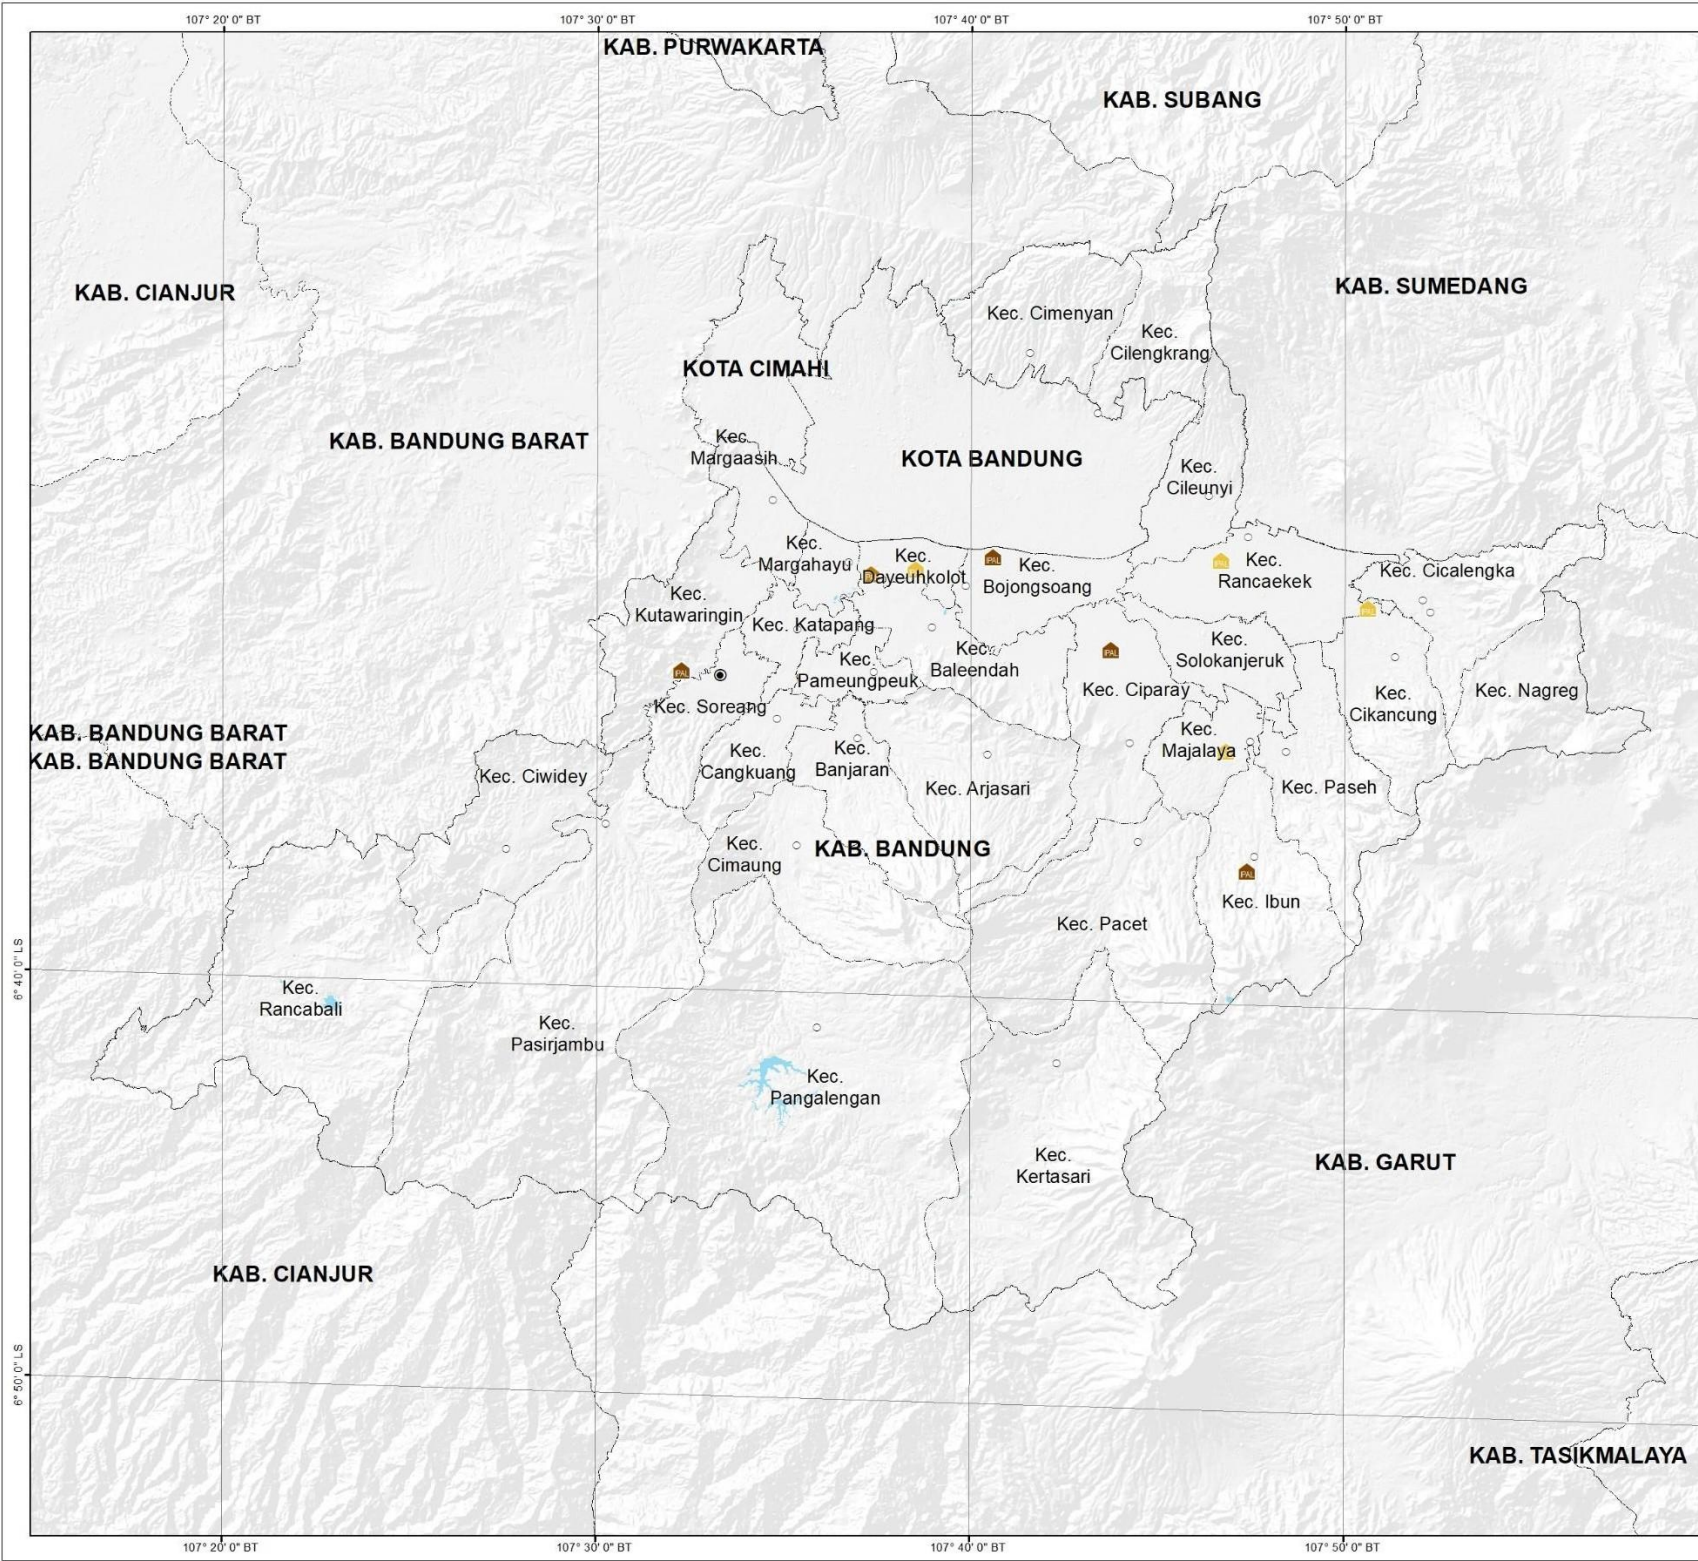 107° 20' 0" BT
107° 30' 0" BT
107° 40' 0" BT
107° 50' 0" BT
KAB. PURWAKARTA
KAB. SUBANG
KAB. CIANJUR
KAB. SUMEDANG
Kec. Cimenyan
Kec.
Cilengkrang
KOTA CIMAHI
KAB. BANDUNG BARAT
Kec.
Margaasih
KOTA BANDUNG
Kec.
Cileunyi
Kec.
Margahayu
Kec.
Dayeuhkolot
IPAL
Kec.
Bojongsoang
IPAL
Kec.
Rancaekek
Kec. Cicalengka
IPAL
Kec.
Kutawaringin
Kec. Katapang
Kec.
Pameungpeuk
Kec.
Baleendah
IPAL
Kec.
Solokanjeruk
IPAL
Kec. Soreang
Kec. Ciparay
Kec.
Cikancung
Kec. Nagreg
KAB. BANDUNG BARAT
KAB. BANDUNG BARAT
Kec. Ciwidey
Kec.
Cangkuang
Kec.
Banjaran
Kec. Arjasari
Kec.
Majalaya
Kec. Paseh
Kec.
Cimaung
KAB. BANDUNG
IPAL
Kec. Ibun
Kec. Pacet
6° 40' 0" LS
Kec.
Rancabali
Kec.
Pasirjambu
Kec.
Pangalengan
Kec.
Kertasari
KAB. GARUT
KAB. CIANJUR
6° 50' 0" LS
KAB. TASIKMALAYA
107° 20' 0" BT
107° 30' 0" BT
107° 40' 0" BT
107° 50' 0" BT